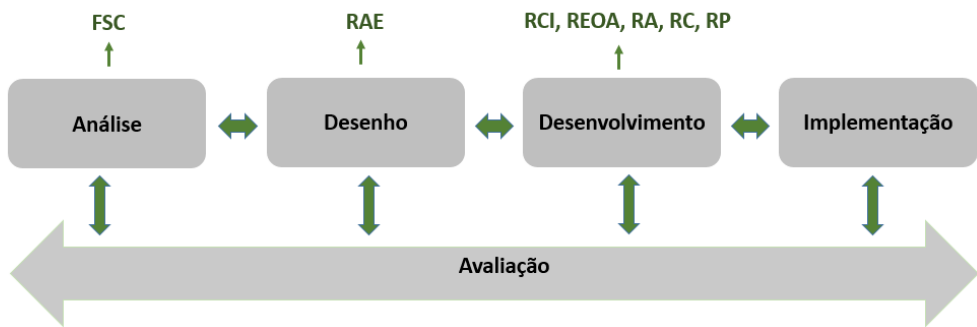 FSC
RAE
RCI, REOA, RA, RC, RP
Análise
Desenho
Desenvolvimento
Implementação
Avaliação